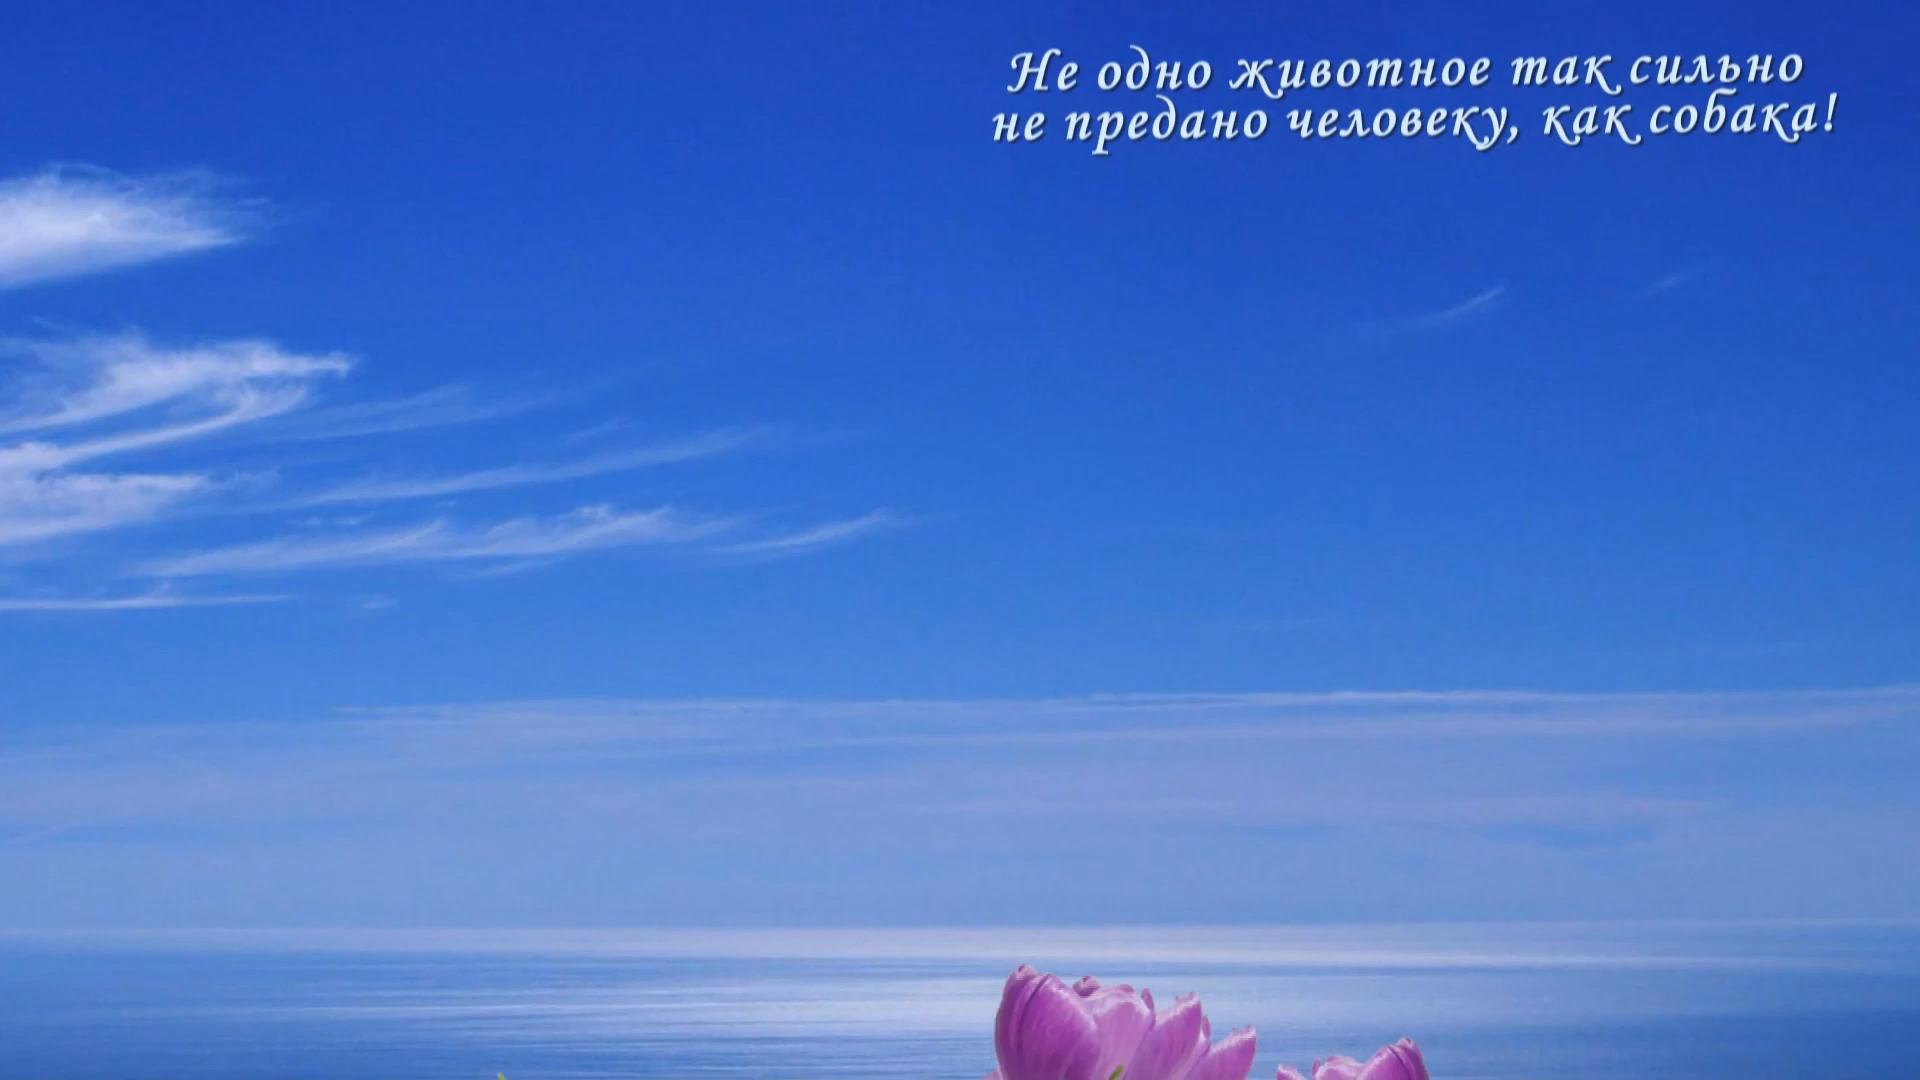 Не одно животное так сильно
не предано человеку, как собака!